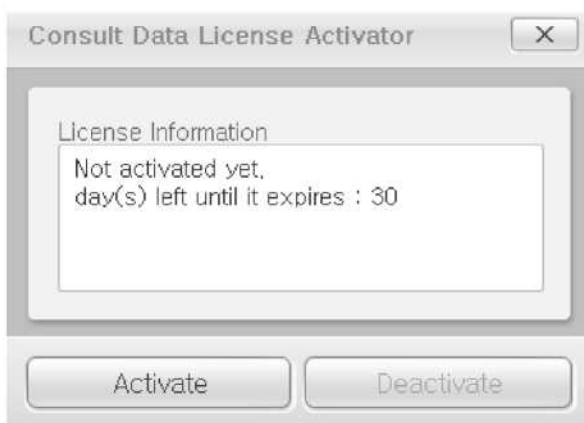 Consult Data License Activator
License Information
Not activated yet,
day(s) left until it expires : 30
Activate
Deactivate